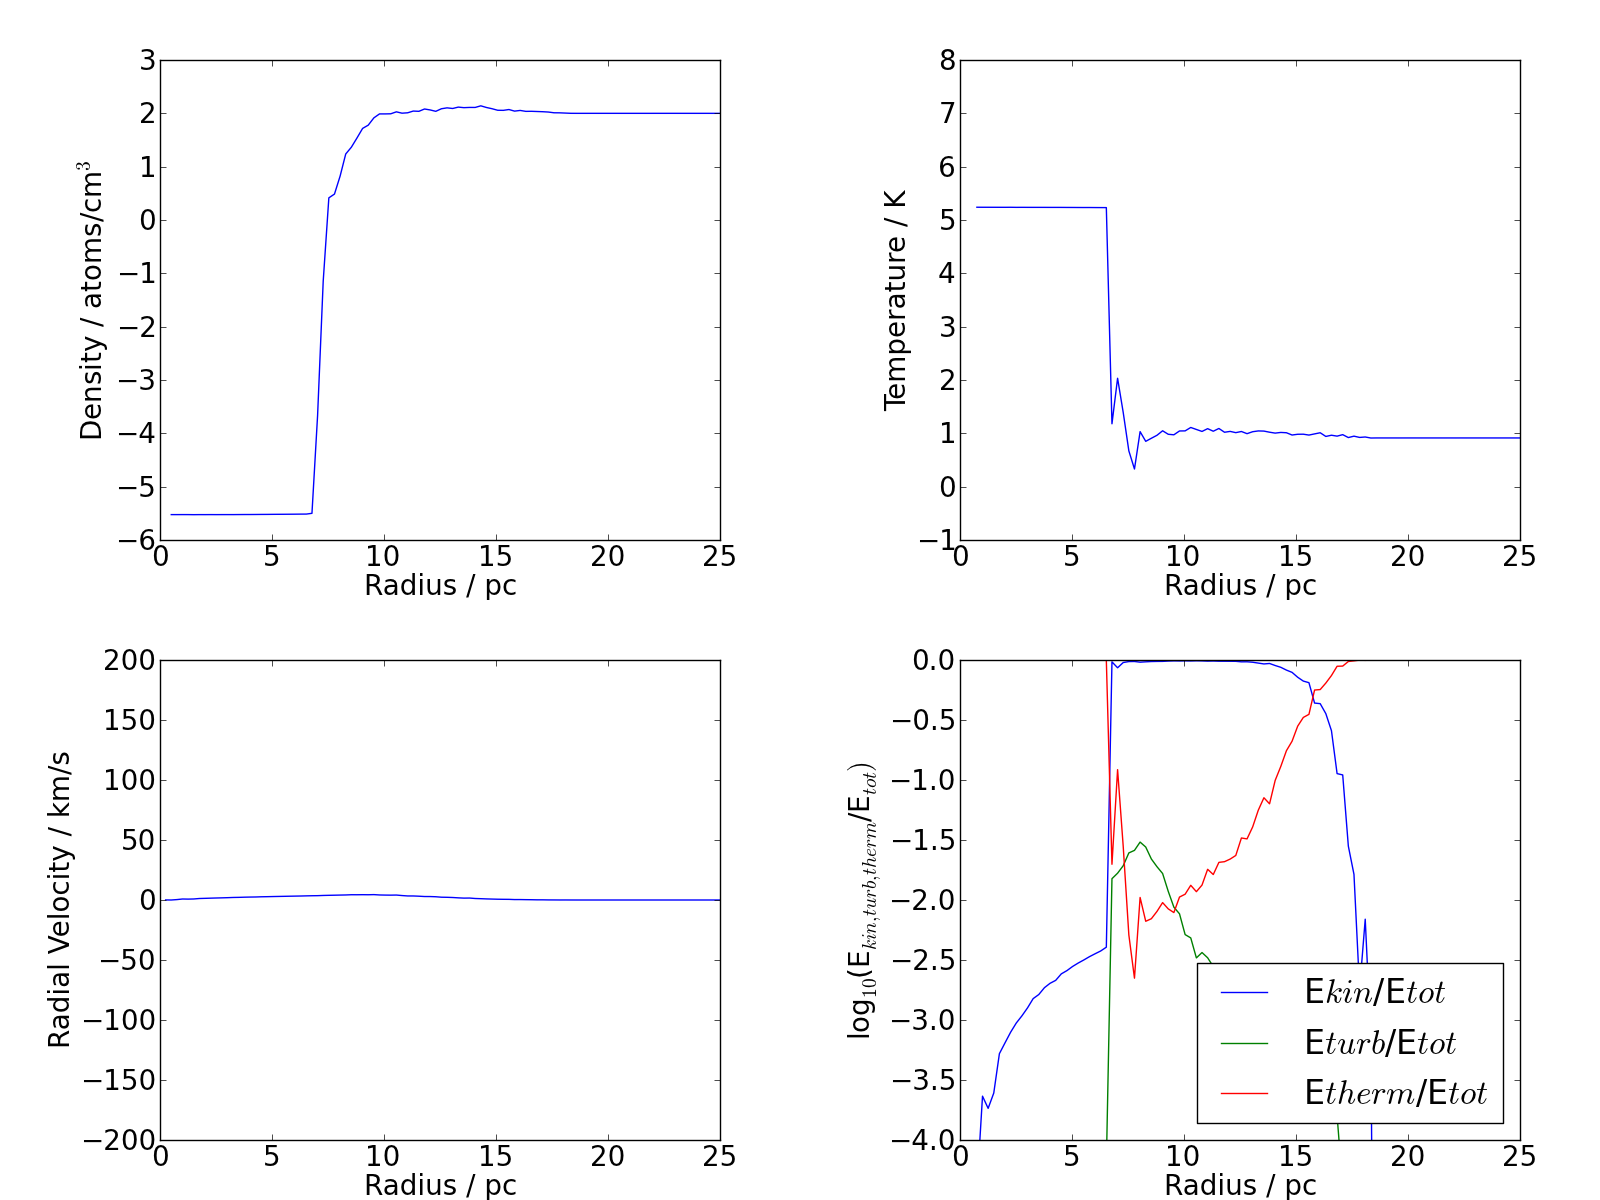 3
2
1
0
−1
−2
−3
−4
−5
−6
0 5 10 15 20 25
Density / atoms/cm³
Radius / pc
8
7
6
5
4
3
2
1
0
−1
0 5 10 15 20 25
Temperature / K
Radius / pc
200
150
100
50
0
−50
−100
−150
−200
0 5 10 15 20 25
Radial Velocity / km/s
Radius / pc
0.0
−0.5
−1.0
−1.5
−2.0
−2.5
−3.0
−3.5
−4.0
0 5 10 15 20 25
log10(Ekin,turb,therm/Etot)
Radius / pc
Ekin/Etot
Eturb/Etot
Etherm/Etot